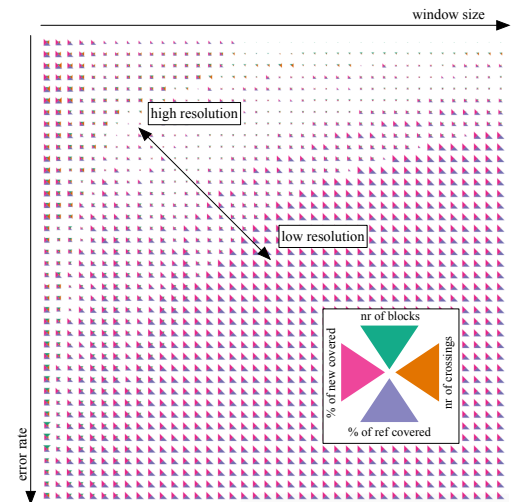 window size
high resolution
low resolution
nr of blocks
% of new covered
nr of crossings
% of ref covered
error rate